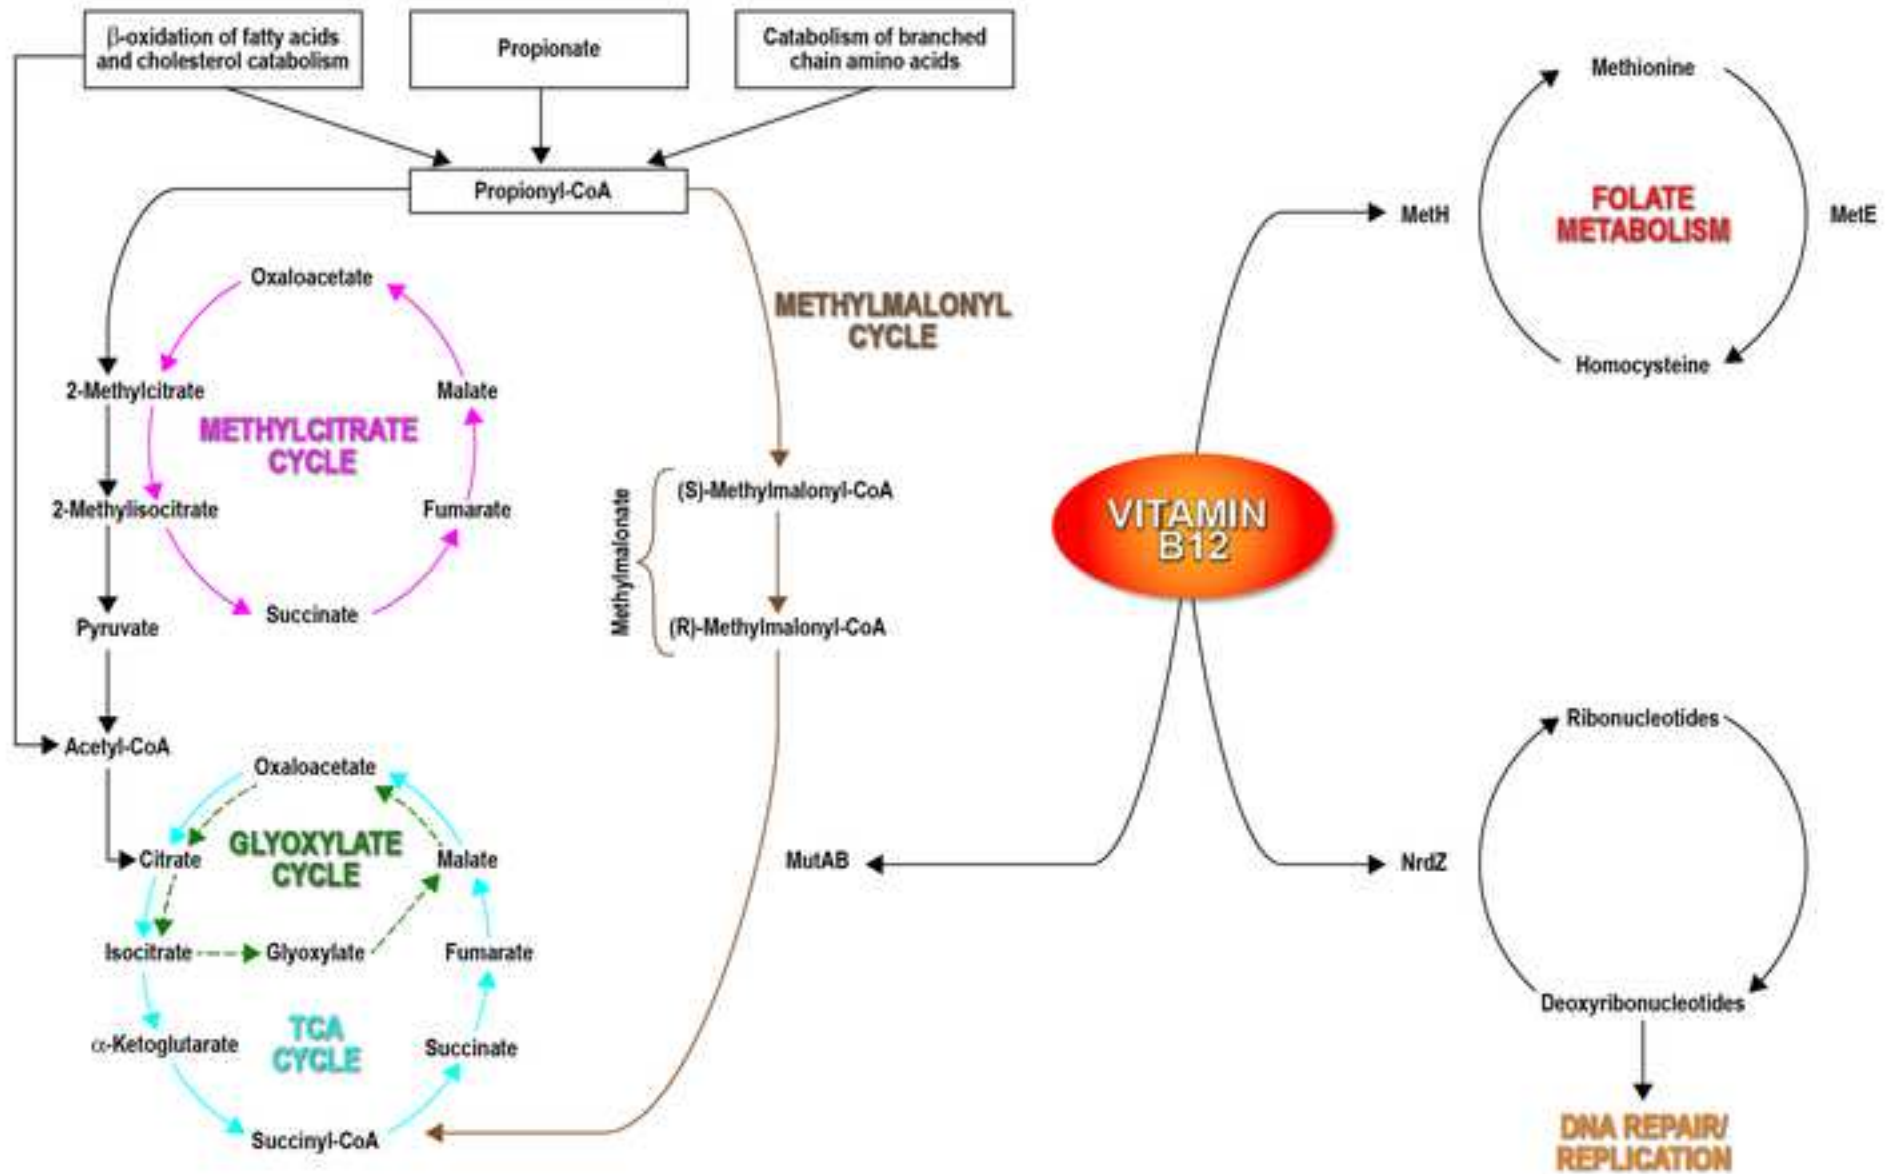 β-oxidation of fatty acids
and cholesterol catabolism
Propionate
Catabolism of branched
chain amino acids
Propionyl-CoA
Oxaloacetate
2-Methylcitrate
Malate
METHYLCITRATE
CYCLE
2-Methylisocitrate
Fumarate
Succinate
Pyruvate
Acetyl-CoA
METHYLMALONYL
CYCLE
Methylmalonate
(S)-Methylmalonyl-CoA
(R)-Methylmalonyl-CoA
Oxaloacetate
GLYOXYLATE
CYCLE
Citrate
Malate
Isocitrate
Glyoxylate
Fumarate
TCA
CYCLE
α-Ketoglutarate
Succinate
Succinyl-CoA
VITAMIN
B12
MutAB
MetH
Methionine
FOLATE
METABOLISM
MetE
Homocysteine
NrdZ
Ribonucleotides
Deoxyribonucleotides
DNA REPAIR/
REPLICATION